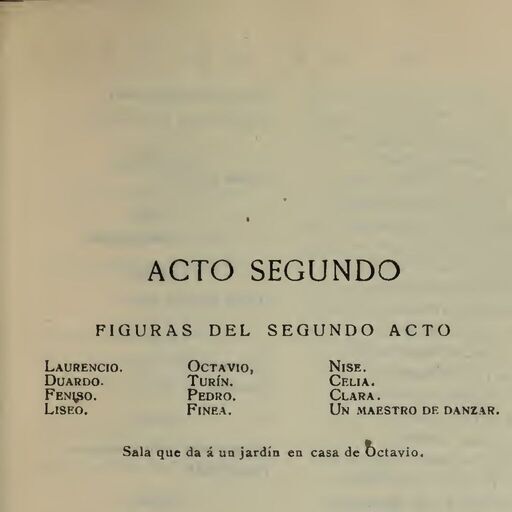 ACTO SEGUNDO
FIGURAS DEL SEGUNDO ACTO
LAURENCIO. OCTAVIO, NISE.
DUARDO. TURÍN. CELIA.
FENISO. PEDRO. CLARA.
LISEO. FINEA. UN MAESTRO DE DANZAR.
Sala que da á un jardín en casa de Octavio.